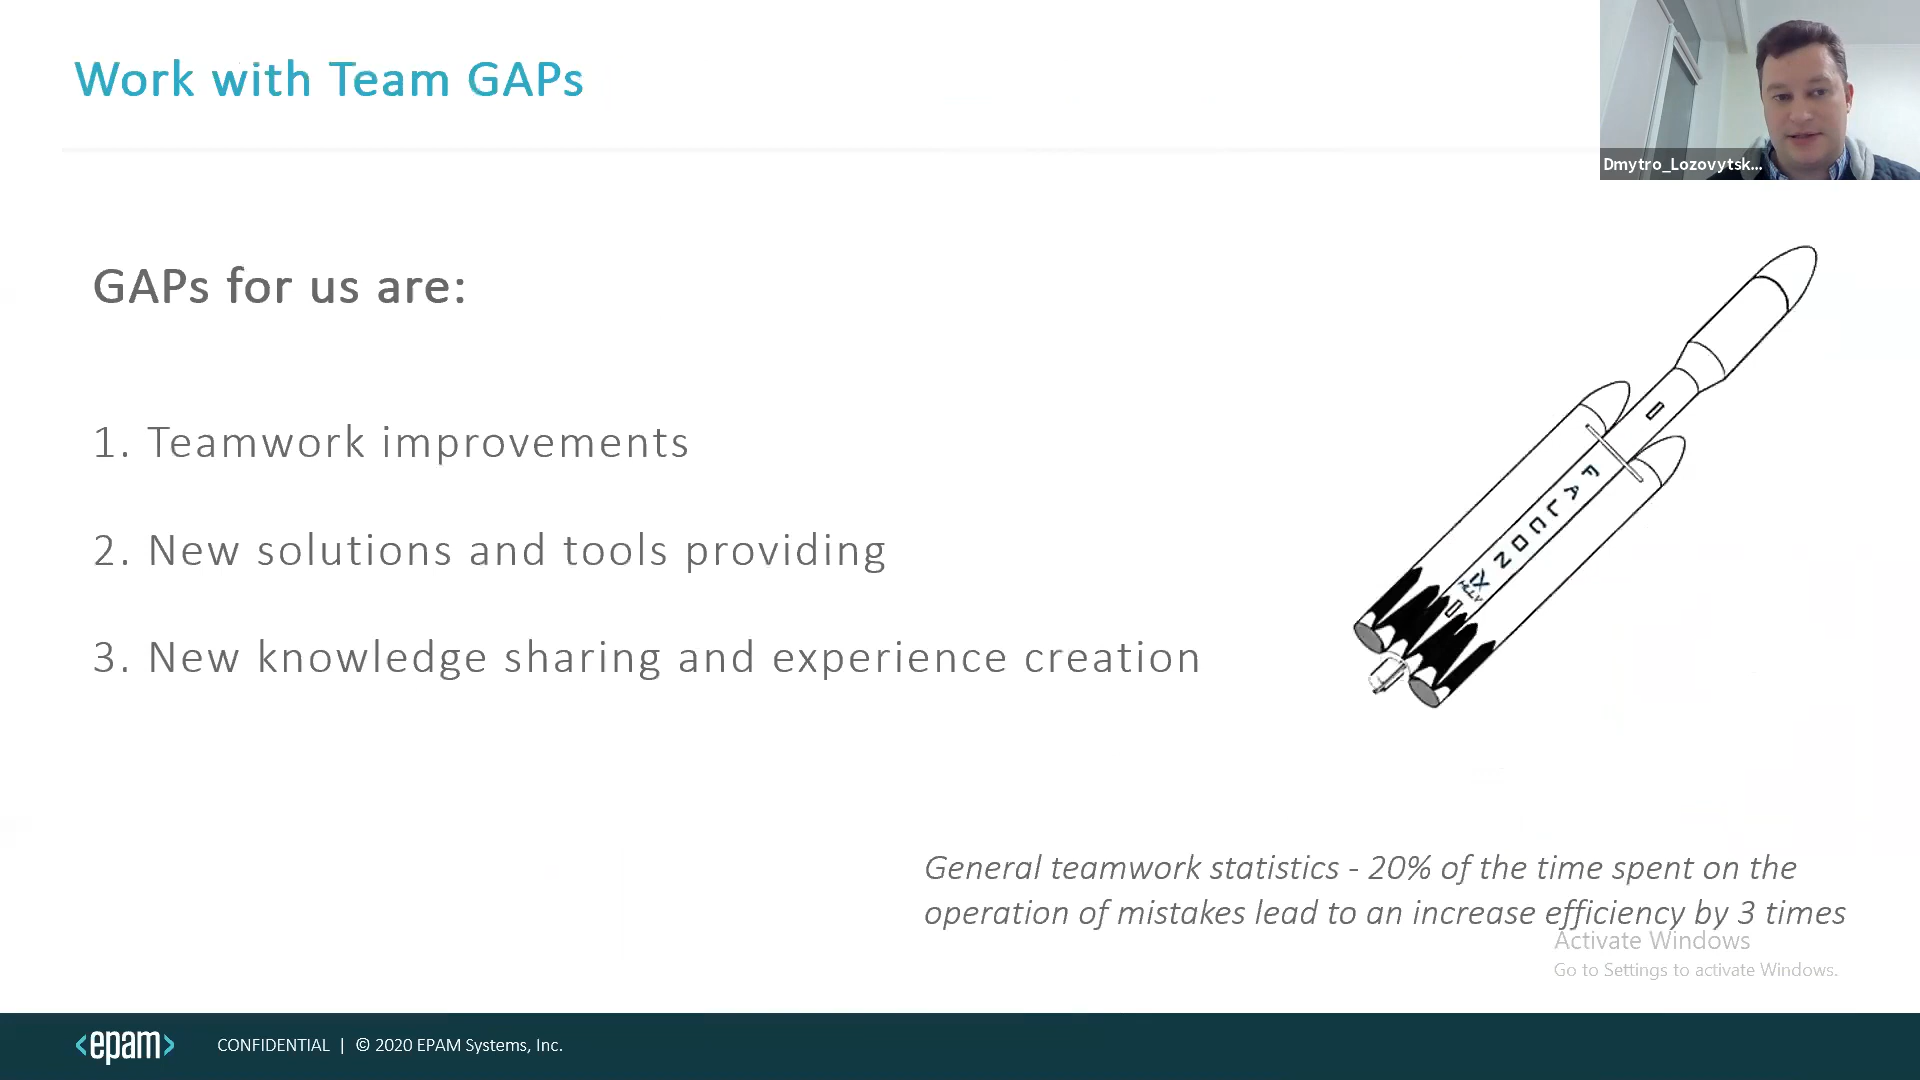 Work with Team GAPs
Dmytro_Lozovytsk...
GAPs for us are:
1. Teamwork improvements
2. New solutions and tools providing
3. New knowledge sharing and experience creation
FALCON
General teamwork statistics - 20% of the time spent on the
operation of mistakes lead to an increase efficiency by 3 times
Activate Windows
Go to Settings to activate Windows.
<epam>
CONFIDENTIAL | © 2020 EPAM Systems, Inc.